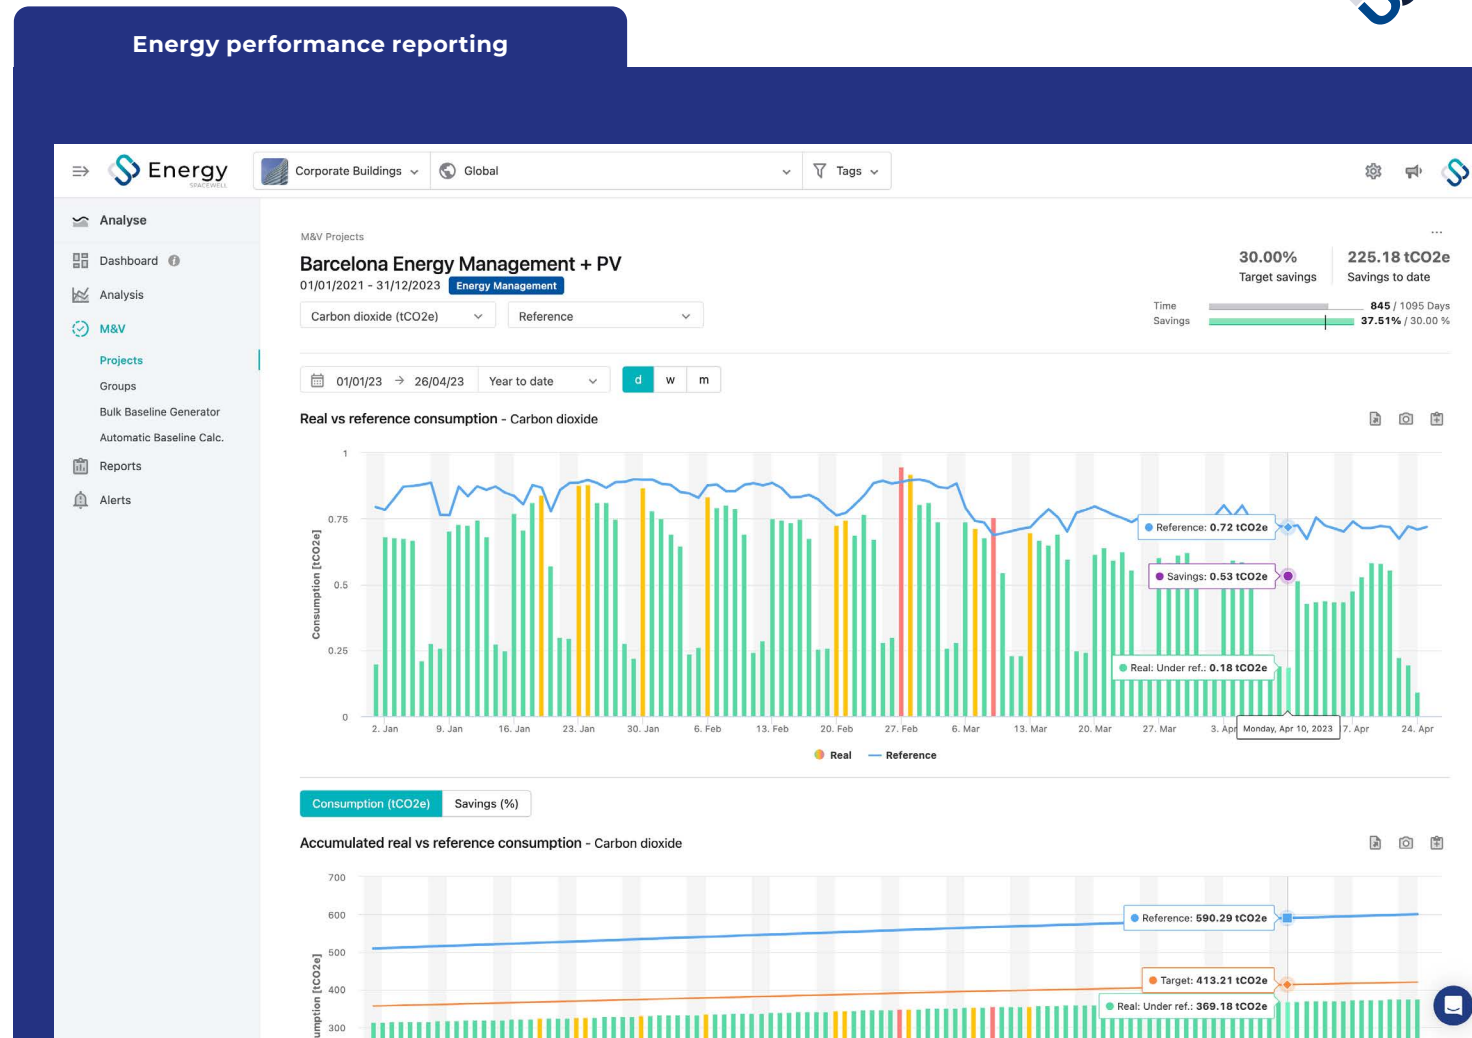 Energy performance reporting
Energy
SPACEWELL
Corporate Buildings
Global
Tags
Analyse
Dashboard
Analysis
M&V
Projects
Groups
Bulk Baseline Generator
Automatic Baseline Calc.
Reports
Alerts
M&V Projects
Barcelona Energy Management + PV
01/01/2021 - 31/12/2023 Energy Management
Carbon dioxide (tCO2e)
Reference
...
30.00%
Target savings
225.18 tCO2e
Savings to date
Time 845 / 1095 Days
Savings 37.51% / 30.00 %
01/01/23 → 26/04/23 Year to date
d w m
Real vs reference consumption - Carbon dioxide
Consumption [tCO2e]
1
0.75
0.5
0.25
0
Reference: 0.72 tCO2e
Savings: 0.53 tCO2e
Real: Under ref.: 0.18 tCO2e
2. Jan 9. Jan 16. Jan 23. Jan 30. Jan 6. Feb 13. Feb 20. Feb 27. Feb 6. Mar 13. Mar 20. Mar 27. Mar 3. Apr Monday, Apr 10, 2023 7. Apr 24. Apr
Real Reference
Consumption (tCO2e) Savings (%)
Accumulated real vs reference consumption - Carbon dioxide
umption [tCO2e]
700
600
500
400
300
Reference: 590.29 tCO2e
Target: 413.21 tCO2e
Real: Under ref.: 369.18 tCO2e